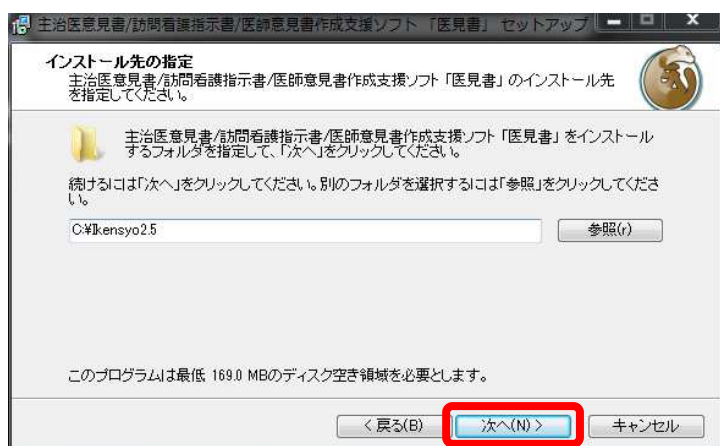 主治医意見書/訪問看護指示書/医師意見書作成支援ソフト 「医見書」 セットアップ
インストール先の指定
主治医意見書/訪問看護指示書/医師意見書作成支援ソフト「医見書」のインストール先
を指定してください。
主治医意見書/訪問看護指示書/医師意見書作成支援ソフト「医見書」をインストール
するフォルダを指定して、「次へ」をクリックしてください。
続けるには「次へ」をクリックしてください。別のフォルダを選択するには「参照」をクリックしてくださ
い。
C:¥Ikensyo2.5
参照(r)
このプログラムは最低 169.0 MBのディスク空き領域を必要とします。
< 戻る(B)
次へ(N) >
キャンセル